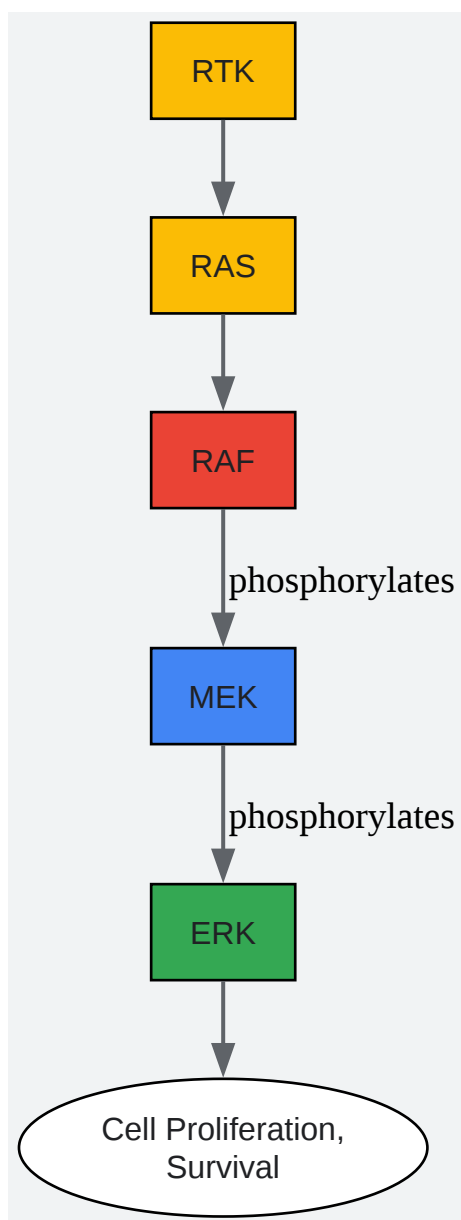 RTK
RAS
RAF
phosphorylates
MEK
phosphorylates
ERK
Cell Proliferation,
Survival